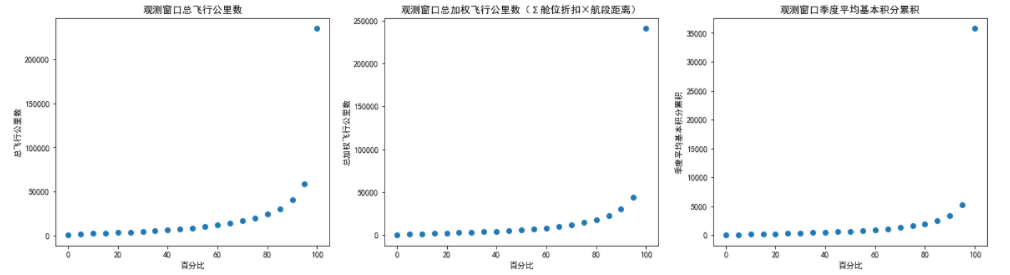 观测窗口总飞行公里数
总飞行公里数
250000
200000
150000
100000
50000
0
0 20 40 60 80 100
百分比
观测窗口总加权飞行公里数（Σ舱位折扣×航段距离）
总加权飞行公里数
250000
200000
150000
100000
50000
0
0 20 40 60 80 100
百分比
观测窗口季度平均基本积分累积
季度平均基本积分累积
35000
30000
25000
20000
15000
10000
5000
0
0 20 40 60 80 100
百分比